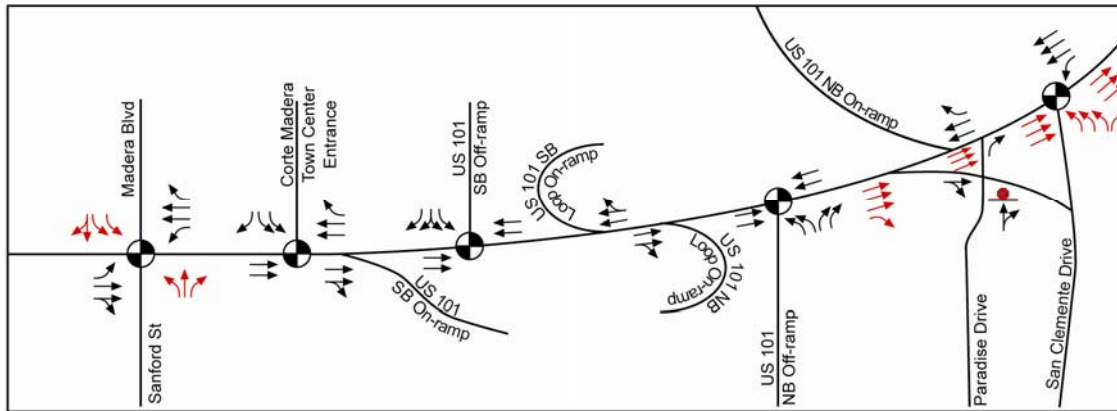 Madera Blvd
Sanford St
Corte Madera
Town Center
Entrance
US 101
SB On-ramp
US 101
SB Off-ramp
US 101 SB
Loop On-ramp
US 101 NB
Loop On-ramp
US 101
NB Off-ramp
US 101 NB On-ramp
Paradise Drive
San Clemente Drive